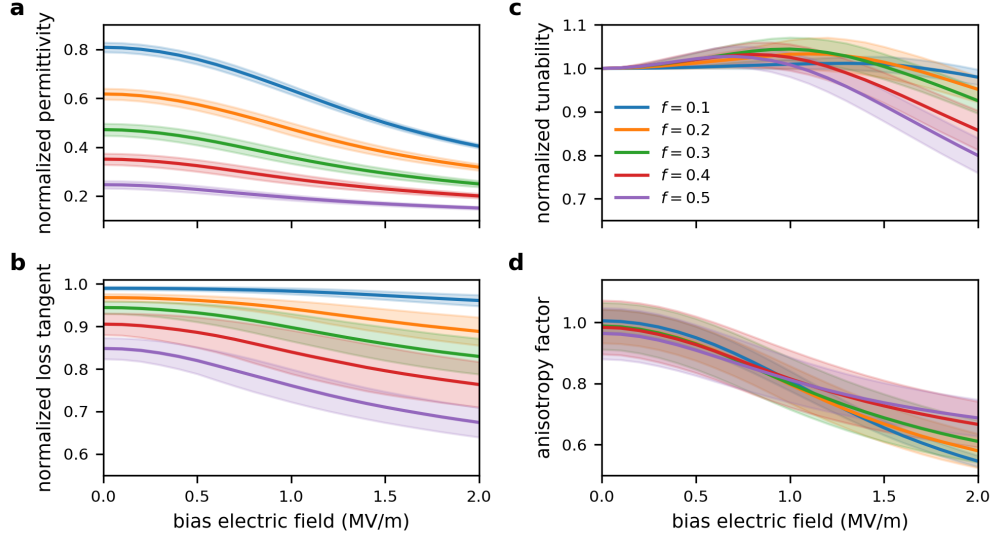 a
normalized permittivity
0.8
0.6
0.4
0.2
c
normalized tunability
1.1
1.0
0.9
0.8
0.7
f = 0.1
f = 0.2
f = 0.3
f = 0.4
f = 0.5
b
normalized loss tangent
1.0
0.9
0.8
0.7
0.6
0.0 0.5 1.0 1.5 2.0
bias electric field (MV/m)
d
anisotropy factor
1.0
0.8
0.6
0.0 0.5 1.0 1.5 2.0
bias electric field (MV/m)